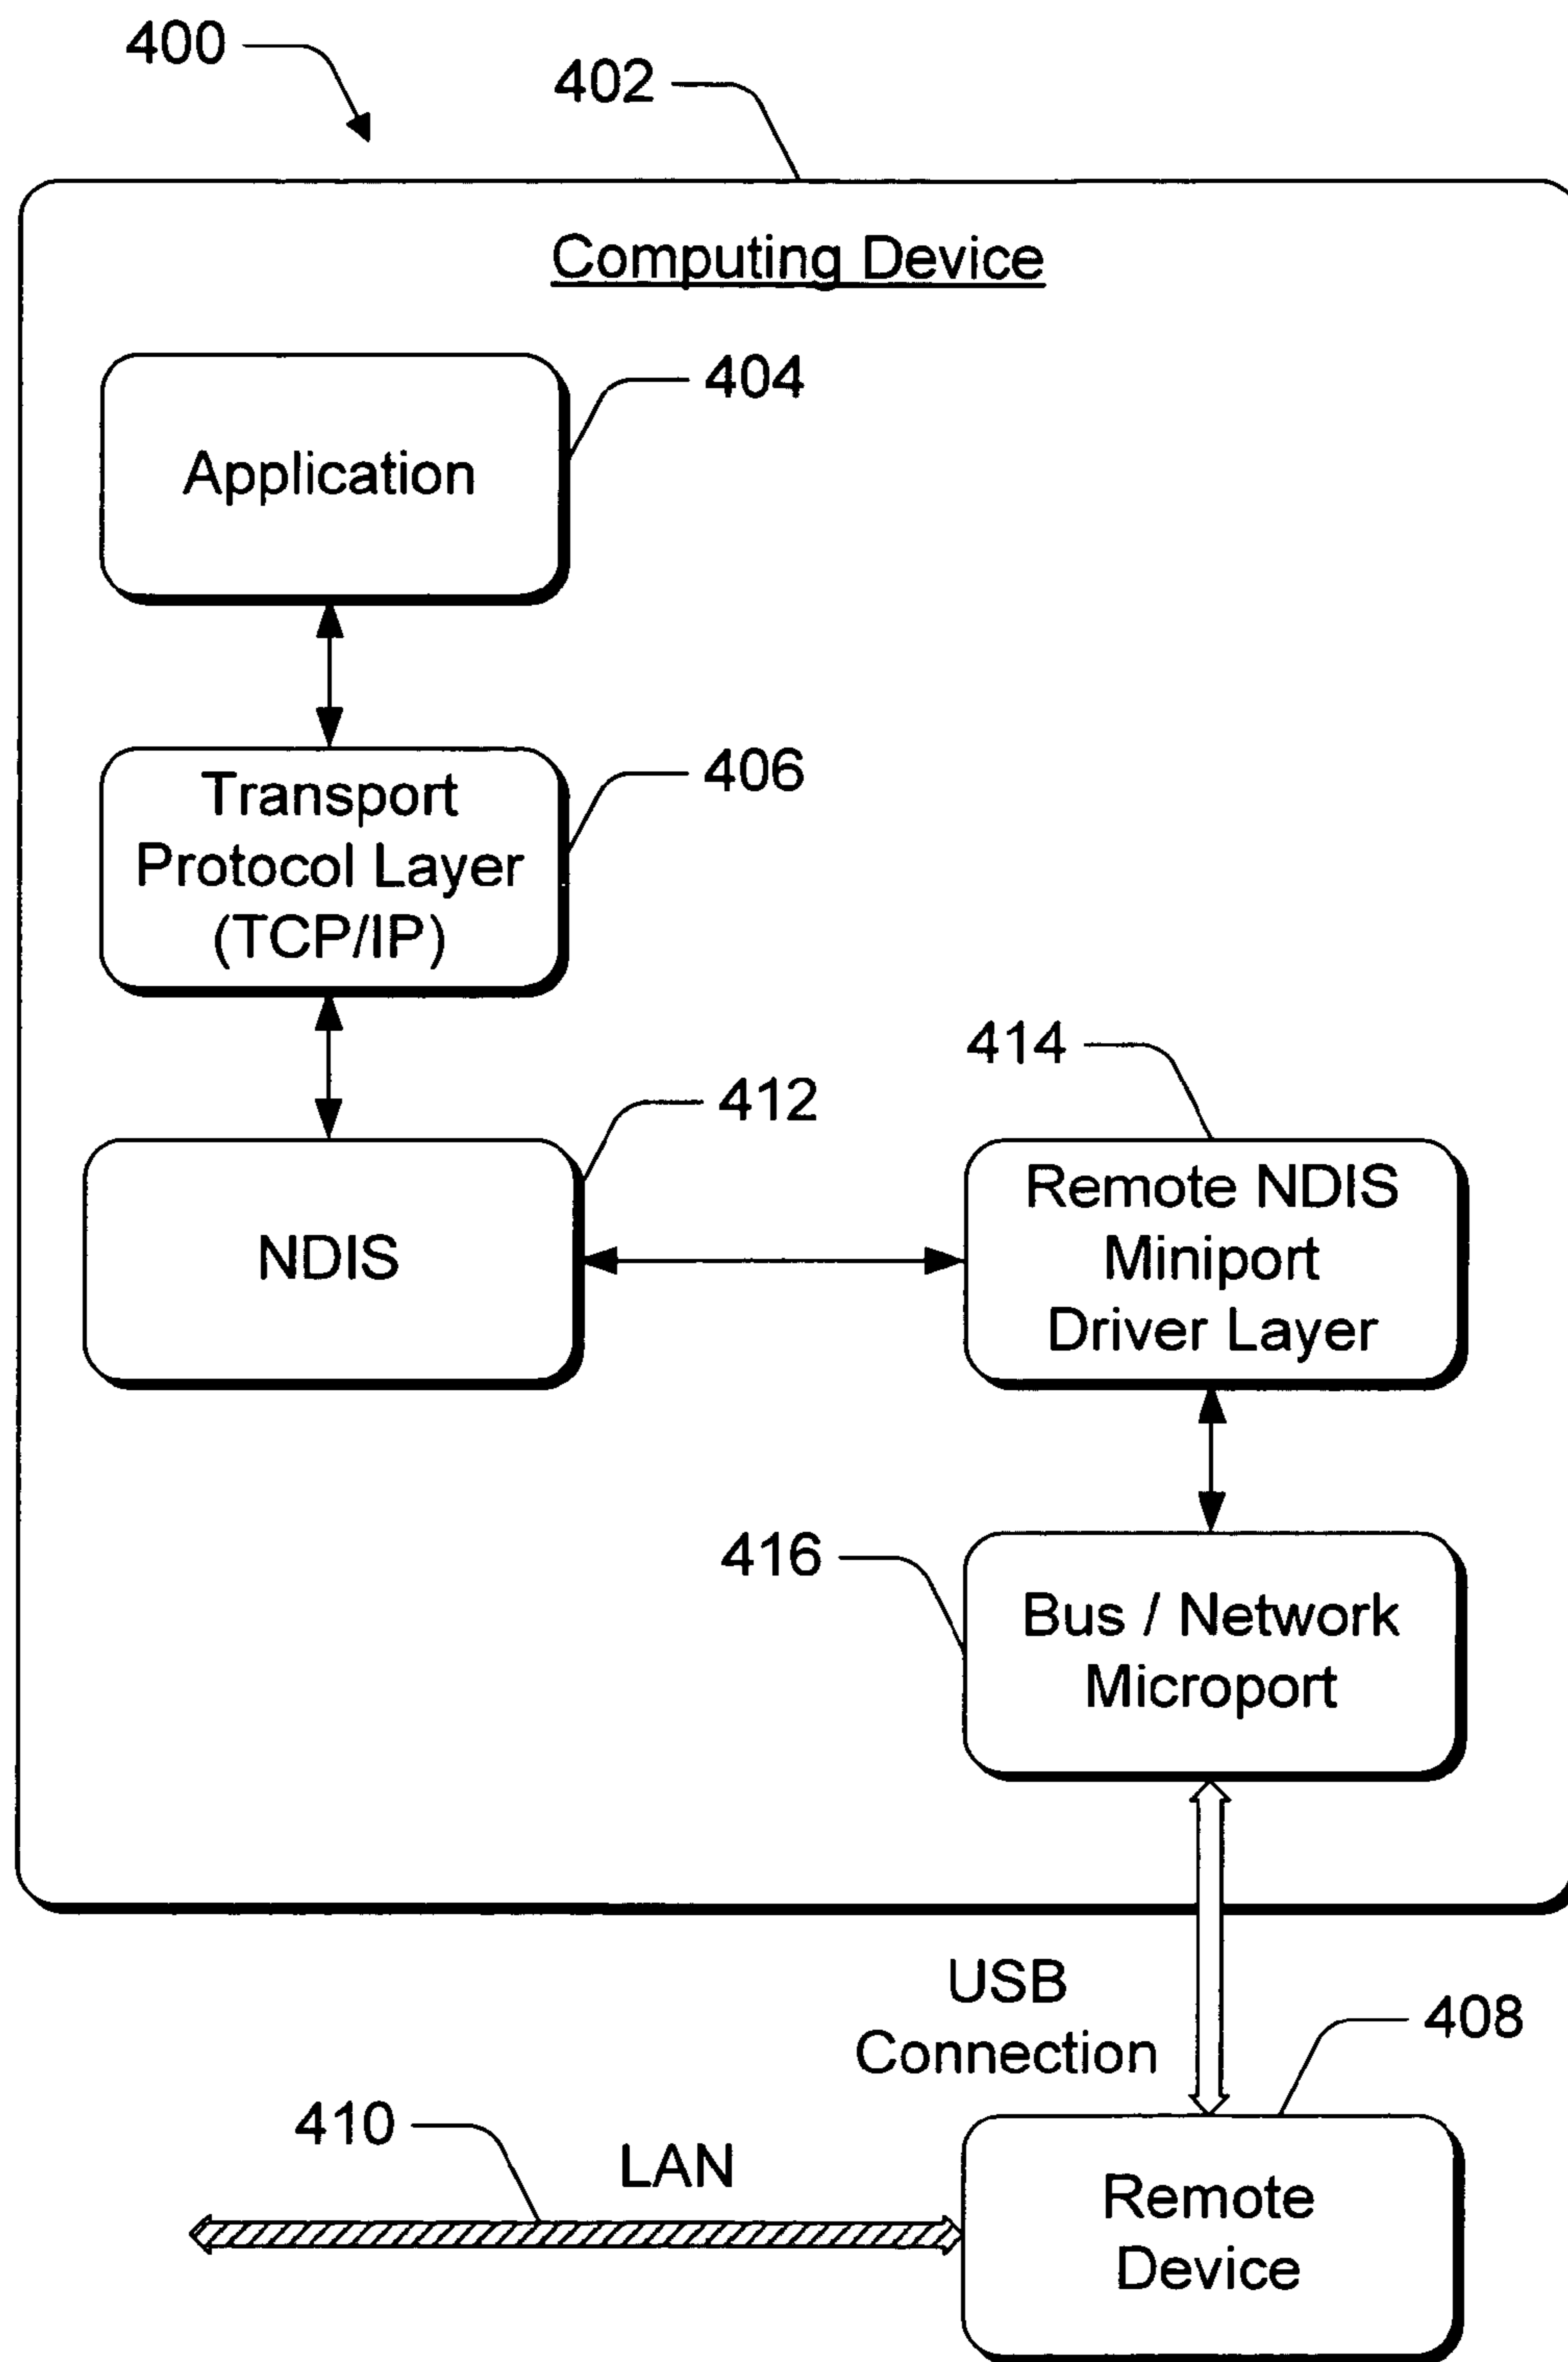 400
402
Computing Device
404
Application
406
Transport
Protocol Layer
(TCP/IP)
414
412
NDIS
Remote NDIS
Miniport
Driver Layer
416
Bus / Network
Microport
USB
Connection
408
410
LAN
Remote
Device